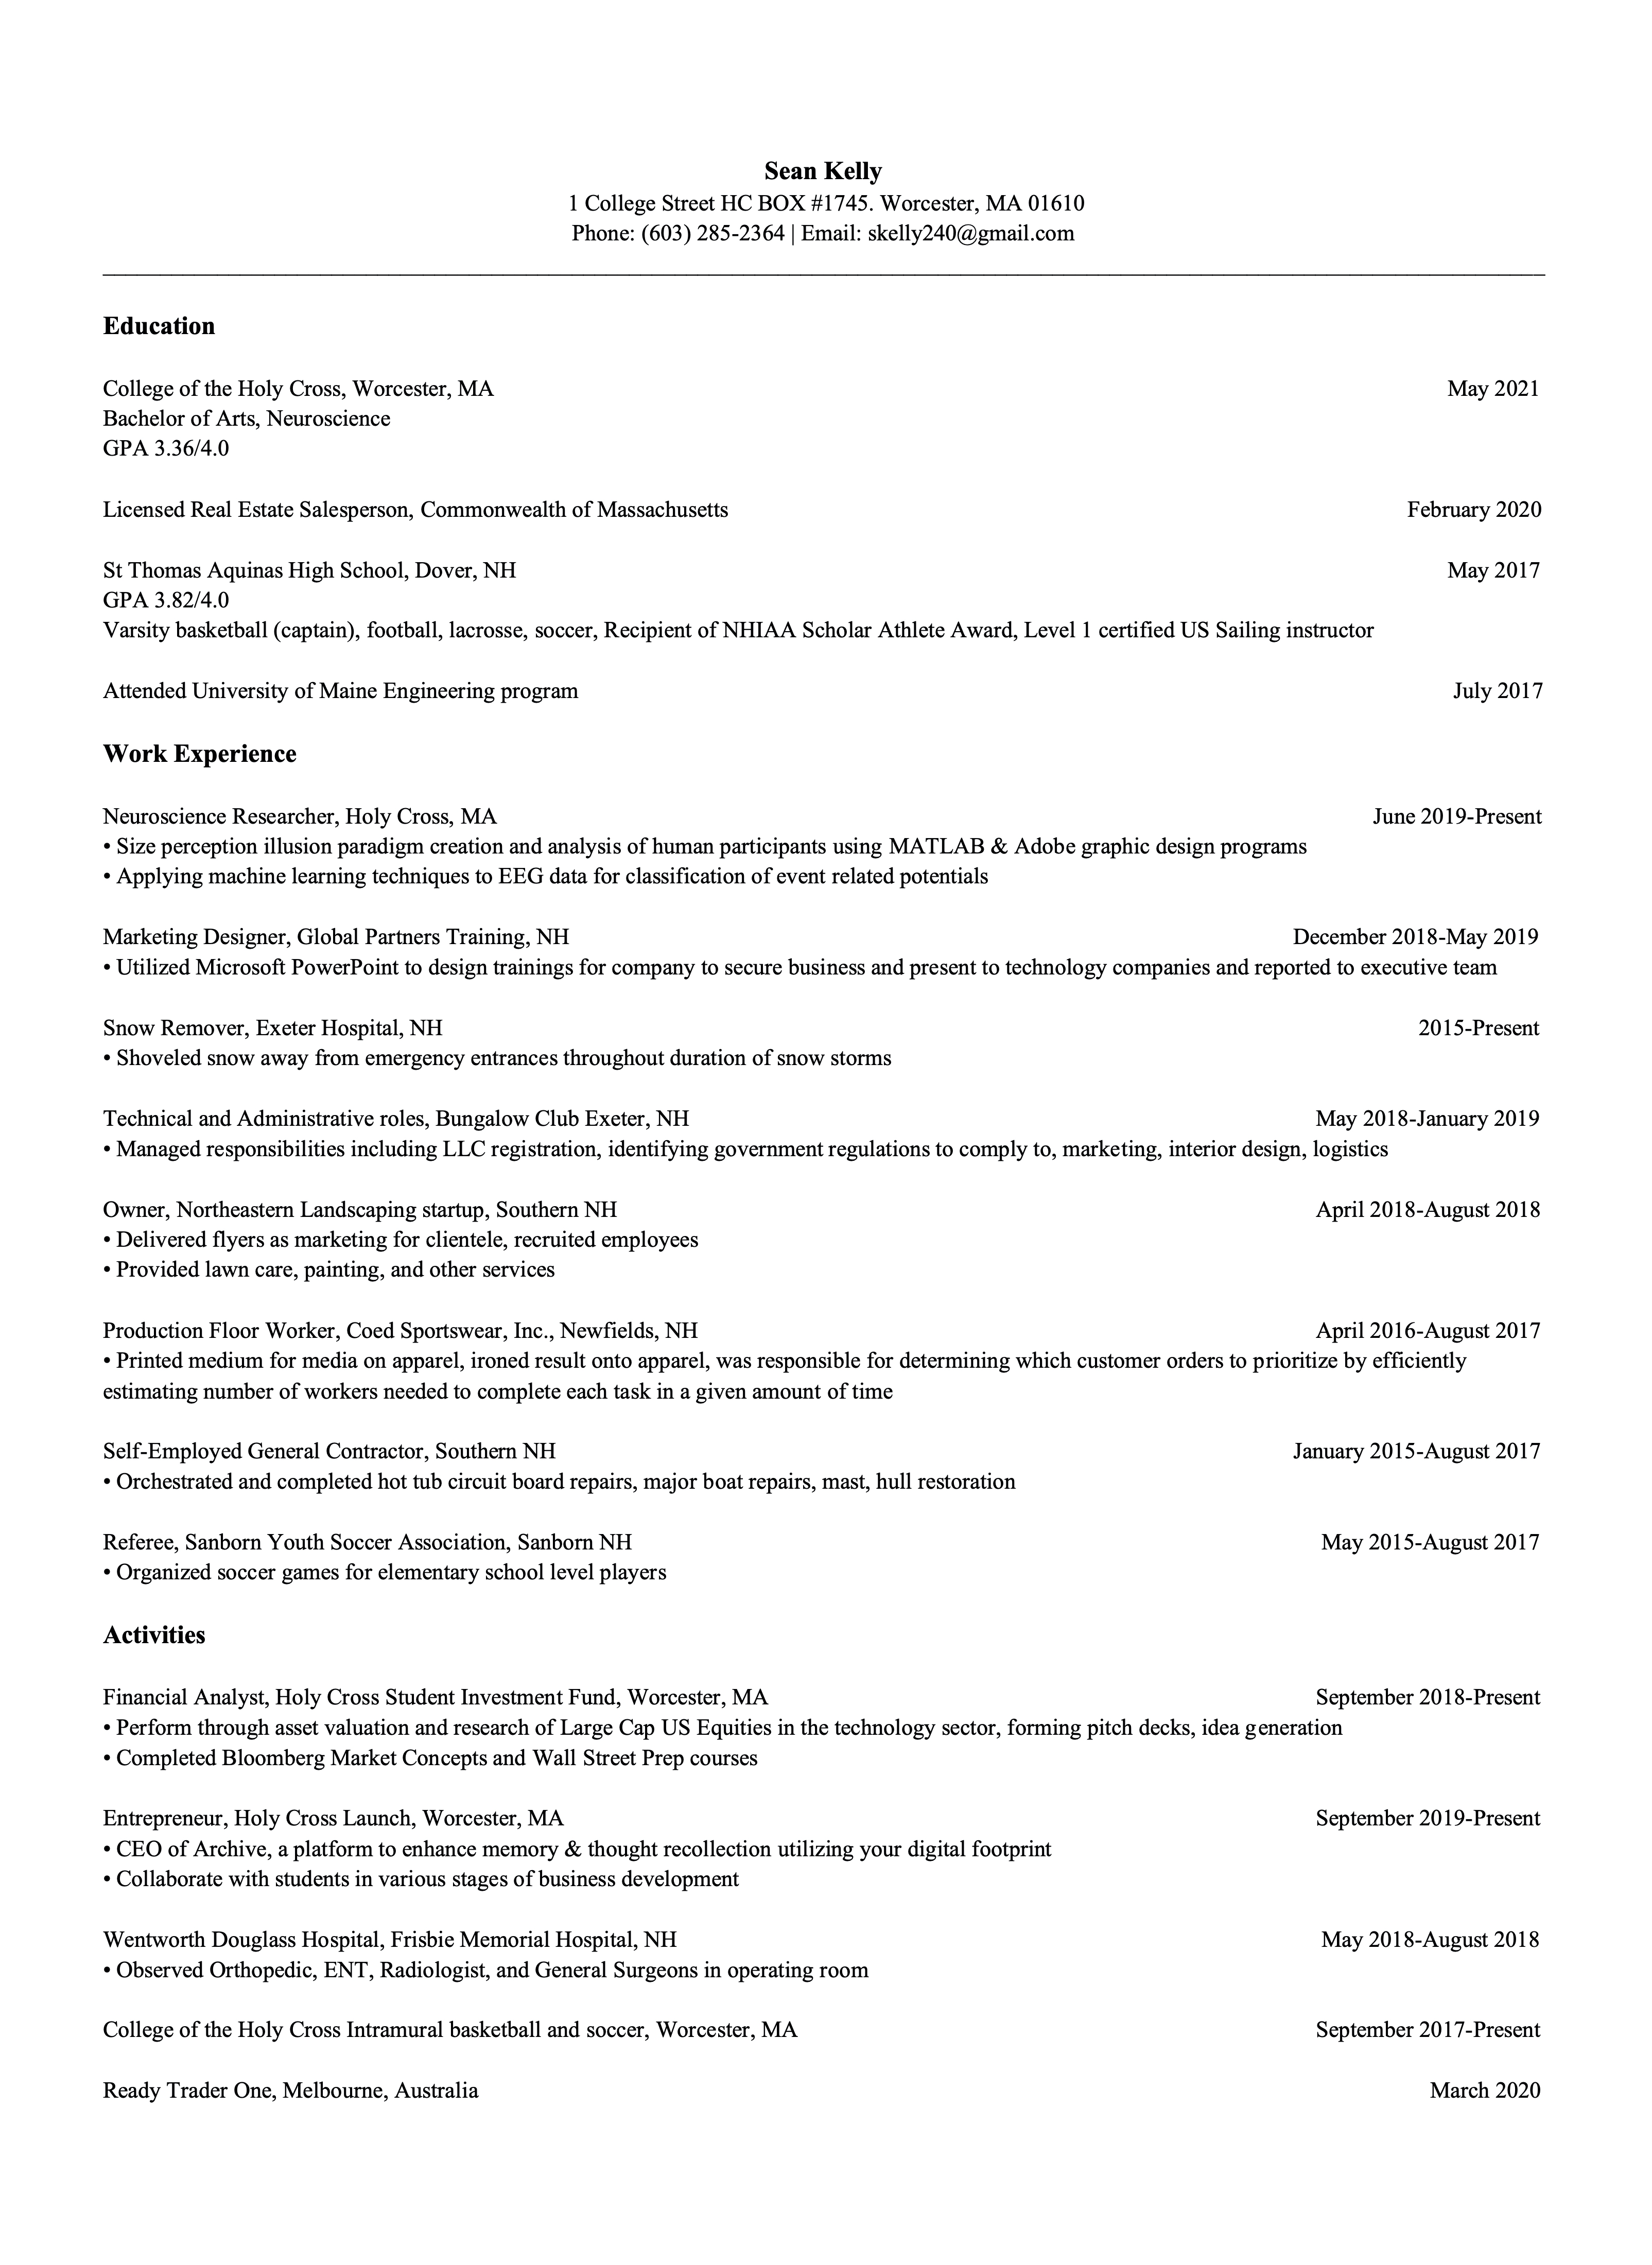 Sean Kelly
1 College Street HC BOX #1745. Worcester, MA 01610
Phone: (603) 285-2364 | Email: skelly240@gmail.com
Education
College of the Holy Cross, Worcester, MA May 2021
Bachelor of Arts, Neuroscience
GPA 3.36/4.0
Licensed Real Estate Salesperson, Commonwealth of Massachusetts February 2020
St Thomas Aquinas High School, Dover, NH May 2017
GPA 3.82/4.0
Varsity basketball (captain), football, lacrosse, soccer, Recipient of NHIAA Scholar Athlete Award, Level 1 certified US Sailing instructor
Attended University of Maine Engineering program July 2017
Work Experience
Neuroscience Researcher, Holy Cross, MA June 2019-Present
• Size perception illusion paradigm creation and analysis of human participants using MATLAB & Adobe graphic design programs
• Applying machine learning techniques to EEG data for classification of event related potentials
Marketing Designer, Global Partners Training, NH December 2018-May 2019
• Utilized Microsoft PowerPoint to design trainings for company to secure business and present to technology companies and reported to executive team
Snow Remover, Exeter Hospital, NH 2015-Present
• Shoveled snow away from emergency entrances throughout duration of snow storms
Technical and Administrative roles, Bungalow Club Exeter, NH May 2018-January 2019
• Managed responsibilities including LLC registration, identifying government regulations to comply to, marketing, interior design, logistics
Owner, Northeastern Landscaping startup, Southern NH April 2018-August 2018
• Delivered flyers as marketing for clientele, recruited employees
• Provided lawn care, painting, and other services
Production Floor Worker, Coed Sportswear, Inc., Newfields, NH April 2016-August 2017
• Printed medium for media on apparel, ironed result onto apparel, was responsible for determining which customer orders to prioritize by efficiently
estimating number of workers needed to complete each task in a given amount of time
Self-Employed General Contractor, Southern NH January 2015-August 2017
• Orchestrated and completed hot tub circuit board repairs, major boat repairs, mast, hull restoration
Referee, Sanborn Youth Soccer Association, Sanborn NH May 2015-August 2017
• Organized soccer games for elementary school level players
Activities
Financial Analyst, Holy Cross Student Investment Fund, Worcester, MA September 2018-Present
• Perform through asset valuation and research of Large Cap US Equities in the technology sector, forming pitch decks, idea generation
• Completed Bloomberg Market Concepts and Wall Street Prep courses
Entrepreneur, Holy Cross Launch, Worcester, MA September 2019-Present
• CEO of Archive, a platform to enhance memory & thought recollection utilizing your digital footprint
• Collaborate with students in various stages of business development
Wentworth Douglass Hospital, Frisbie Memorial Hospital, NH May 2018-August 2018
• Observed Orthopedic, ENT, Radiologist, and General Surgeons in operating room
College of the Holy Cross Intramural basketball and soccer, Worcester, MA September 2017-Present
Ready Trader One, Melbourne, Australia March 2020